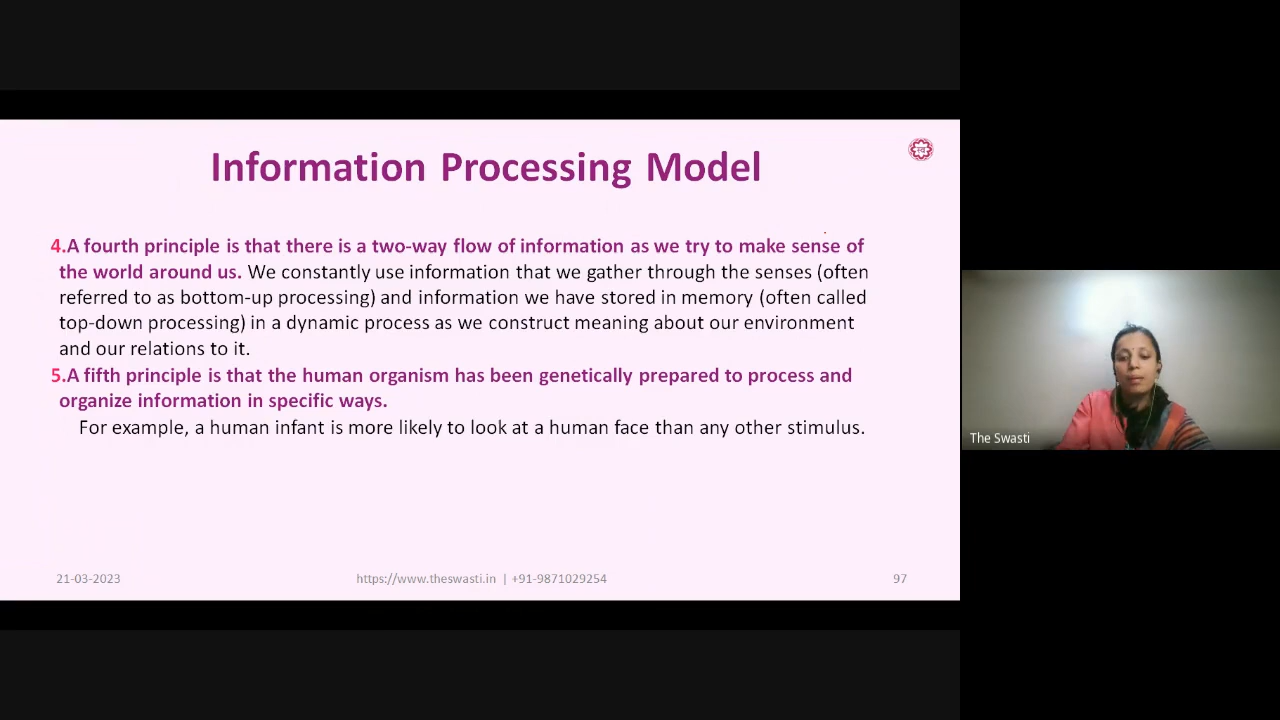 Information Processing Model
4.A fourth principle is that there is a two-way flow of information as we try to make sense of
the world around us. We constantly use information that we gather through the senses (often
referred to as bottom-up processing) and information we have stored in memory (often called
top-down processing) in a dynamic process as we construct meaning about our environment
and our relations to it.
5.A fifth principle is that the human organism has been genetically prepared to process and
organize information in specific ways.
For example, a human infant is more likely to look at a human face than any other stimulus.
The Swasti
21-03-2023 https://www.theswasti.in | +91-9871029254 97